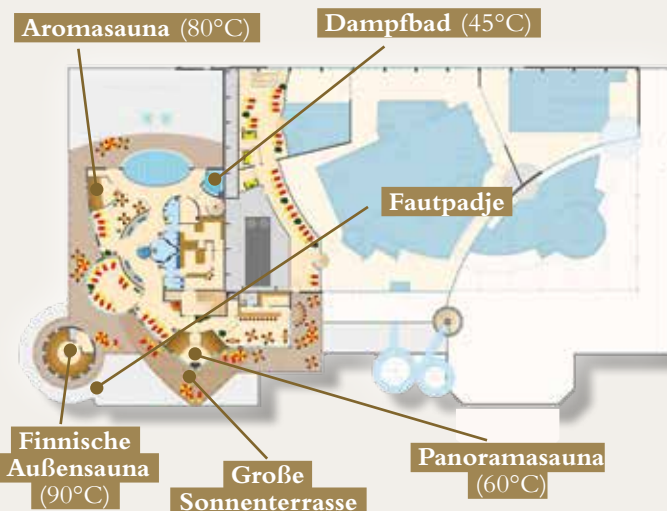 Aromasauna (80°C)
Dampfbad (45°C)
Fautpadje
Finnische
Außensauna
(90°C)
Große
Sonnenterrasse
Panoramasauna
(60°C)